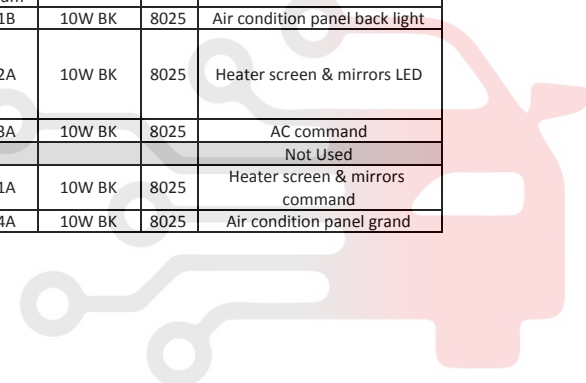 1B 10W BK 8025 Air condition panel back light
2A 10W BK 8025 Heater screen & mirrors LED
3A 10W BK 8025 AC command
Not Used
1A 10W BK 8025 Heater screen & mirrors
command
4A 10W BK 8025 Air condition panel grand